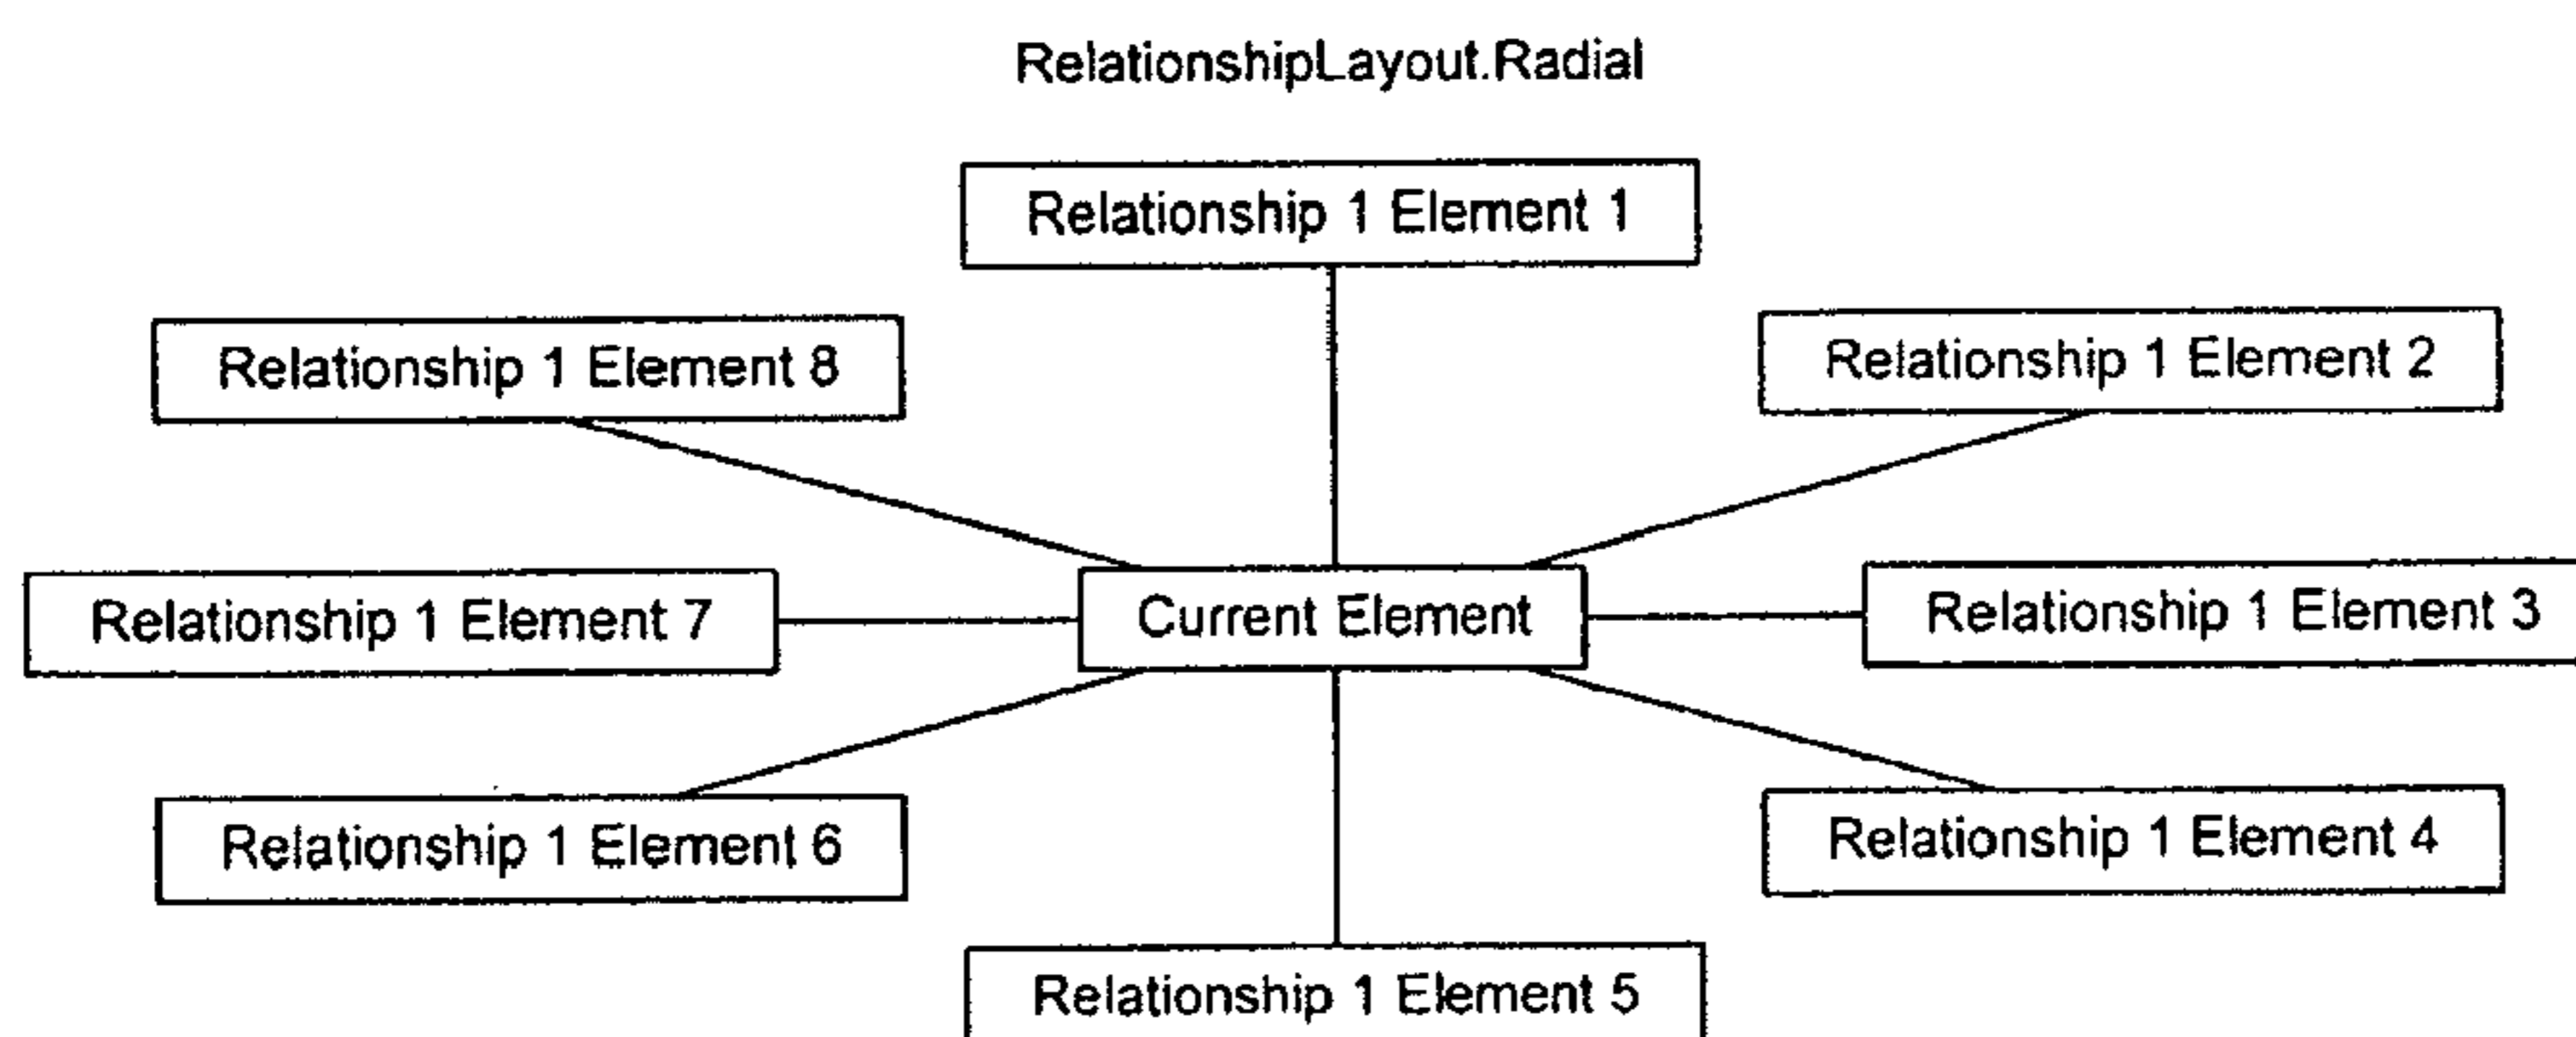 RelationshipLayout.Radial
Relationship 1 Element 1
Relationship 1 Element 8
Relationship 1 Element 2
Relationship 1 Element 7
Current Element
Relationship 1 Element 3
Relationship 1 Element 6
Relationship 1 Element 4
Relationship 1 Element 5